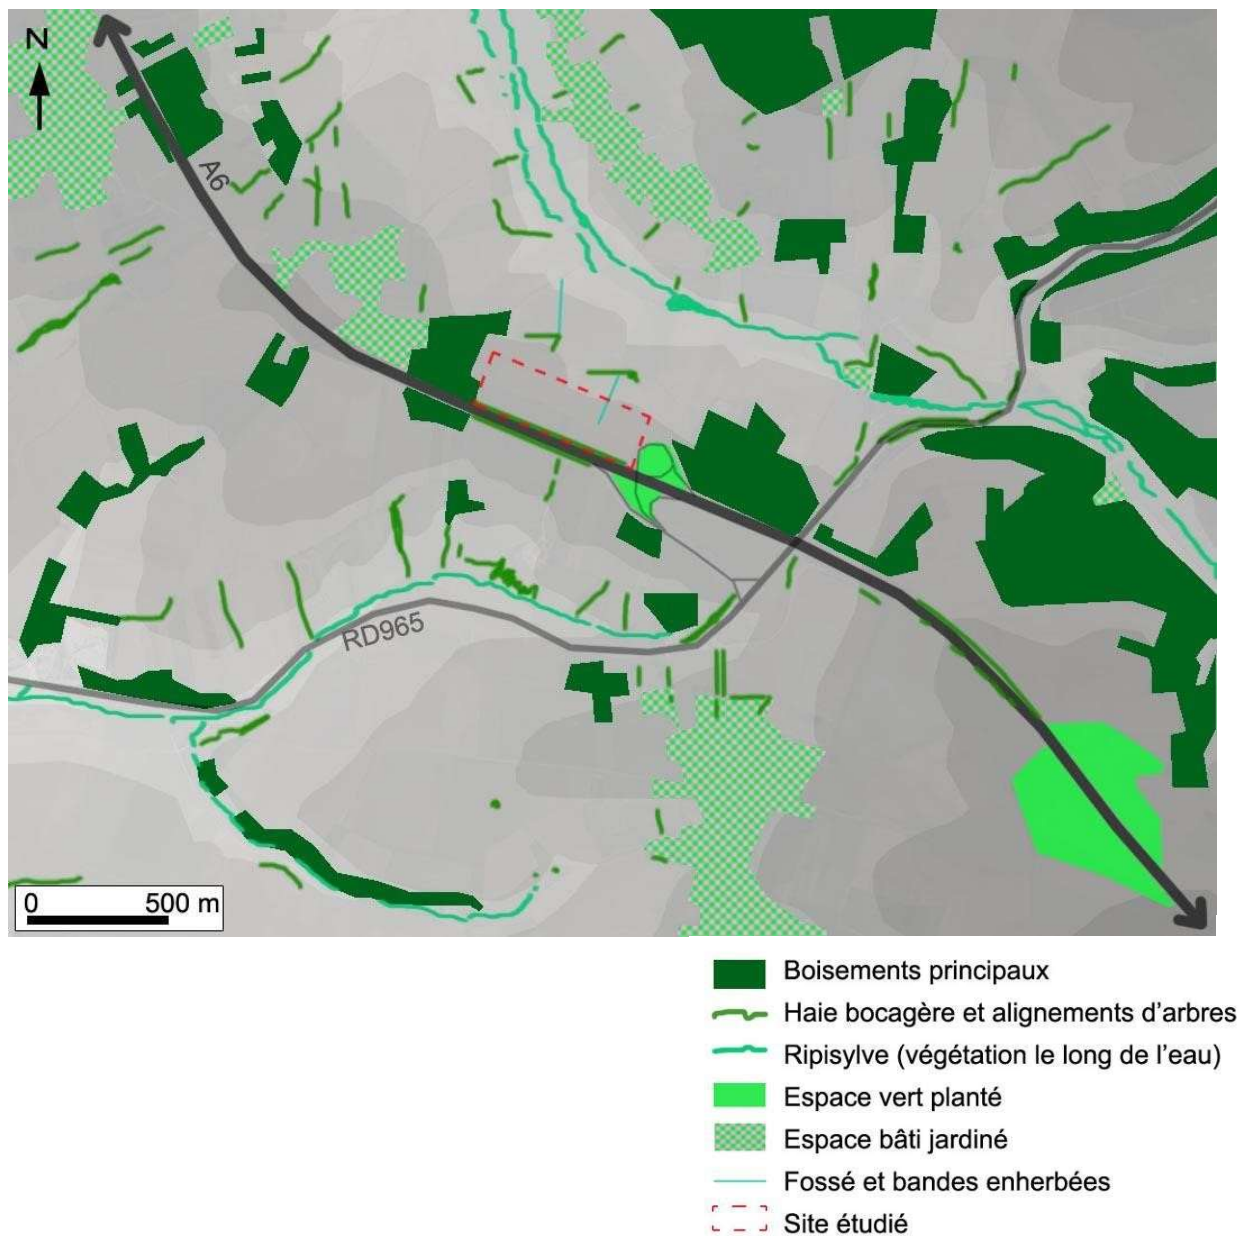 N
A6
RD965
0 500 m
Boisements principaux
Haie bocagère et alignements d'arbres
Ripisylve (végétation le long de l'eau)
Espace vert planté
Espace bâti jardiné
Fossé et bandes enherbées
Site étudié